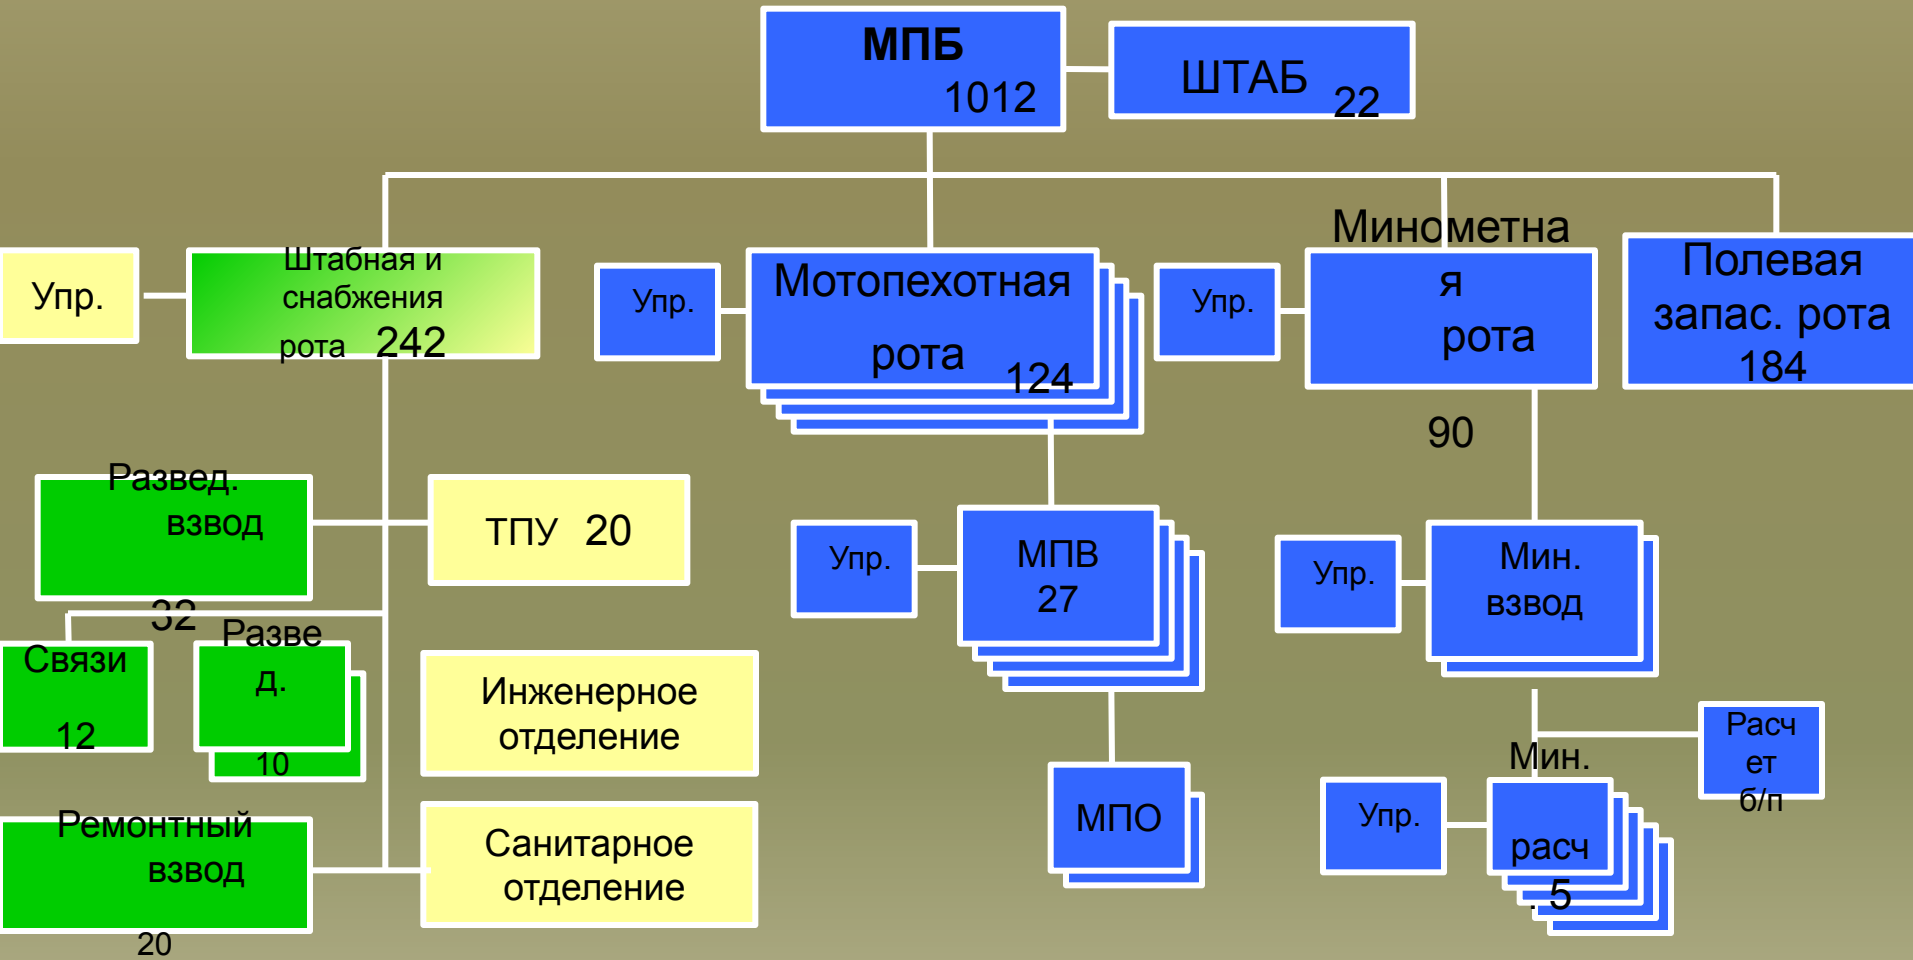 МПБ
1012
ШТАБ 22
Упр.
Штабная и
снабжения
рота 242
Упр.
Мотопехотная
рота 124
Упр.
Минометна
я
рота
90
Полевая
запас. рота
184
Развед.
взвод
32
ТПУ 20
Связи
12
Разве
д.
10
Инженерное
отделение
Ремонтный
взвод
20
Санитарное
отделение
Упр.
МПВ
27
МПО
Упр.
Мин.
взвод
Расч
ет
б/п
Упр.
Мин.
расч
. 5